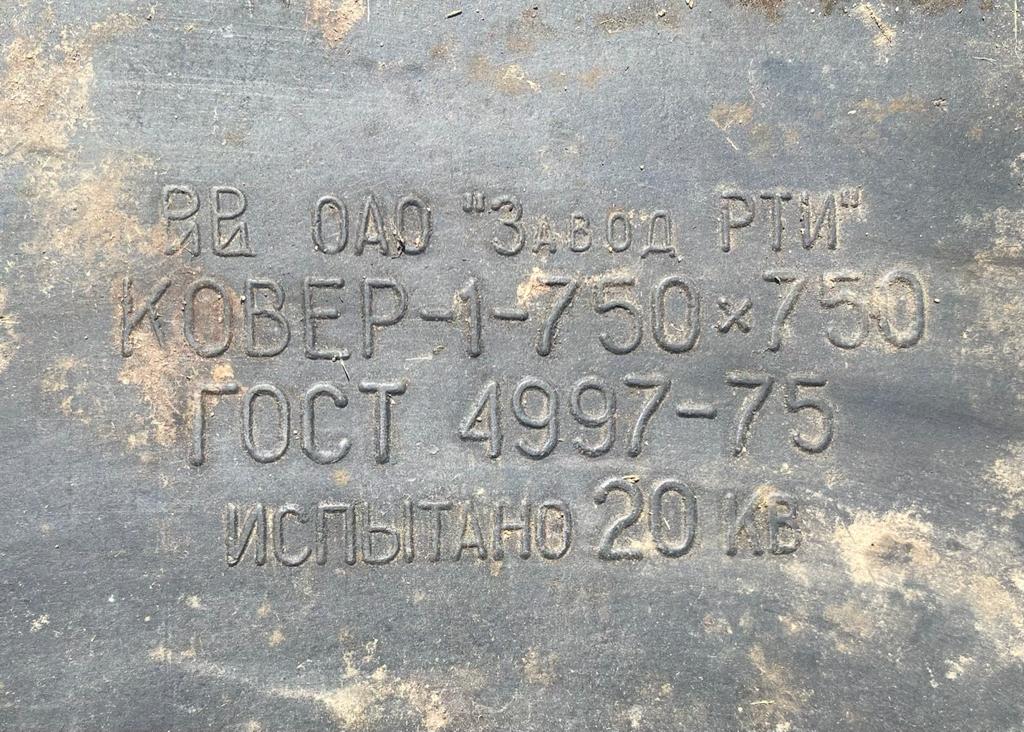 ОАО "Завод РТИ"
КОВЕР-1-750×750
ГОСТ 4997-75
ИСПЫТАНО 20 КВ